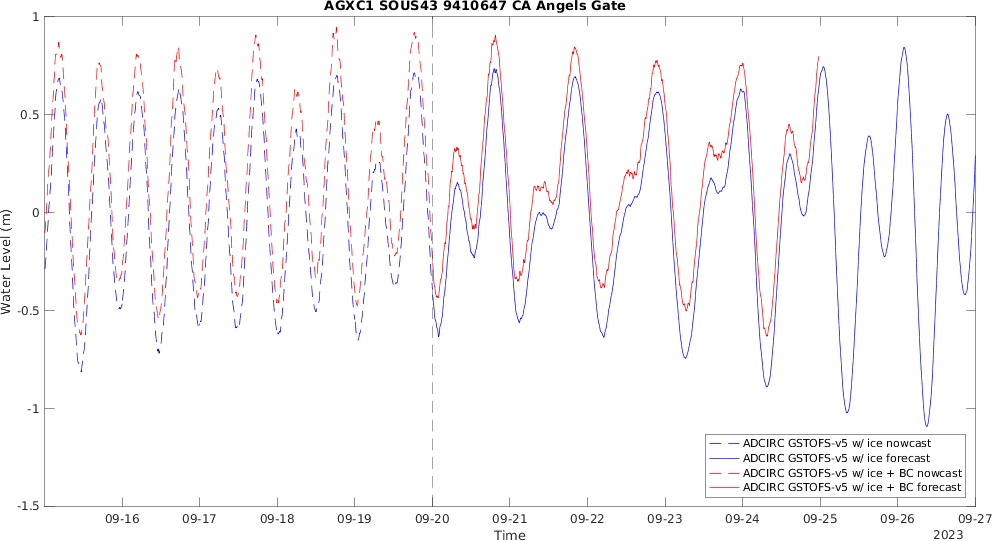 AGXC1 SOUS43 9410647 CA Angels Gate
1
0.5
0
-0.5
-1
-1.5
Water Level (m)
ADCIRC GSTOFS-v5 w/ ice nowcast
ADCIRC GSTOFS-v5 w/ ice forecast
ADCIRC GSTOFS-v5 w/ ice + BC nowcast
ADCIRC GSTOFS-v5 w/ ice + BC forecast
09-16 09-17 09-18 09-19 09-20 09-21 09-22 09-23 09-24 09-25 09-26 09-27
Time
2023